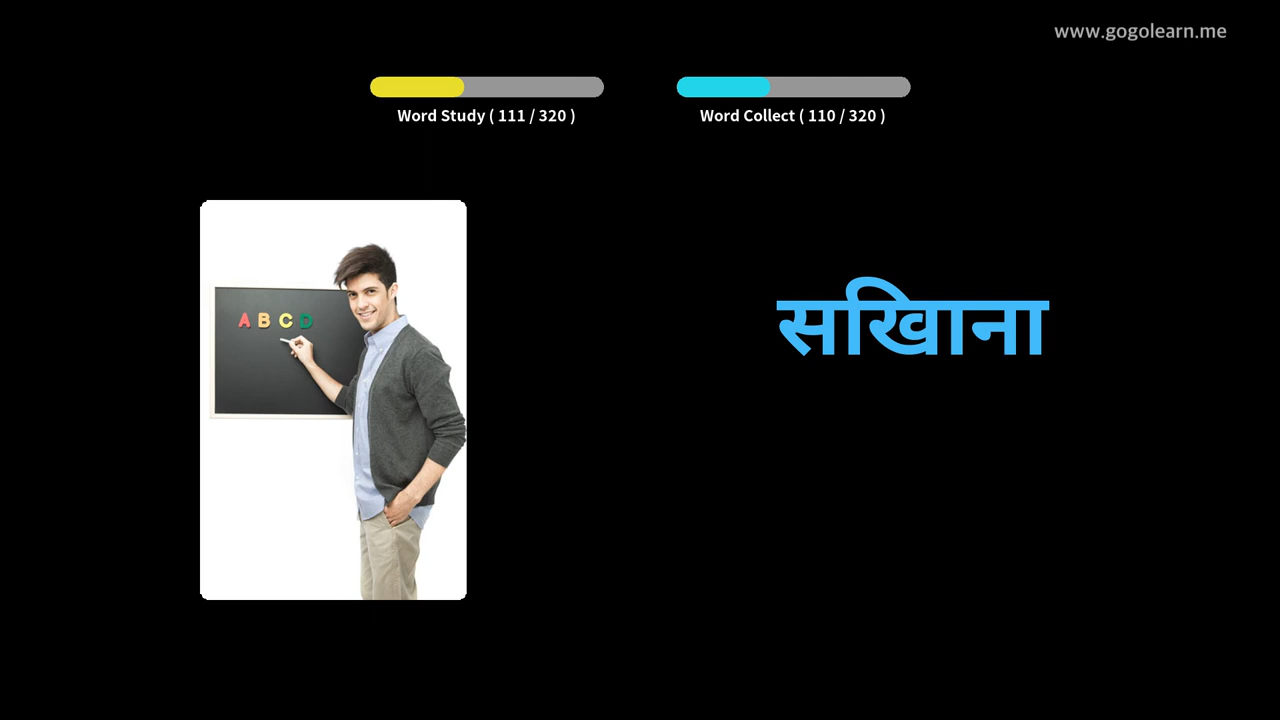 www.gogolearn.me
Word Study ( 111 / 320 )
Word Collect ( 110 / 320 )
A B C D
सिखाना